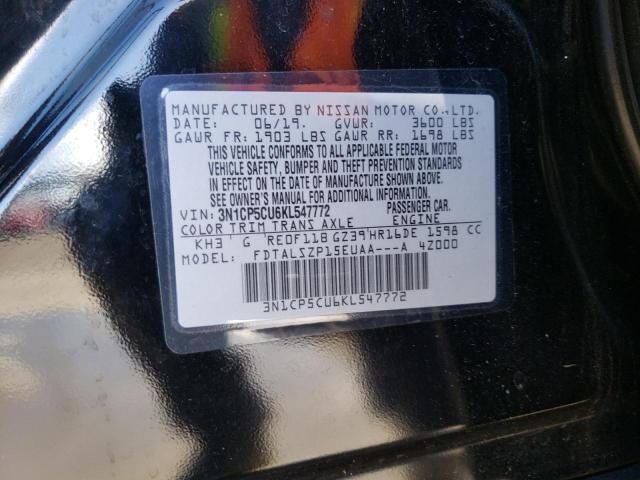 MANUFACTURED BY NISSAN MOTOR CO.,LTD.
DATE: 06/19. GVWR: 3600 LBS
GAWR FR: 1903 LBS GAWR RR: 1698 LBS
THIS VEHICLE CONFORMS TO ALL APPLICABLE FEDERAL MOTOR
VEHICLE SAFETY, BUMPER AND THEFT PREVENTION STANDARDS
IN EFFECT ON THE DATE OF MANUFACTURE SHOWN ABOVE.
SEE OWNER'S MANUAL FOR ADDITIONAL INFORMATION.
VIN: 3N1CP5CU6KL547772 PASSENGER CAR.
COLOR TRIM TRANS AXLE ENGINE
KH3 G RE0F11B GZ39 HR16DE 1598 CC
MODEL: FDTALSZP15EUAA---A 4Z000
3N1CP5CU6KL547772